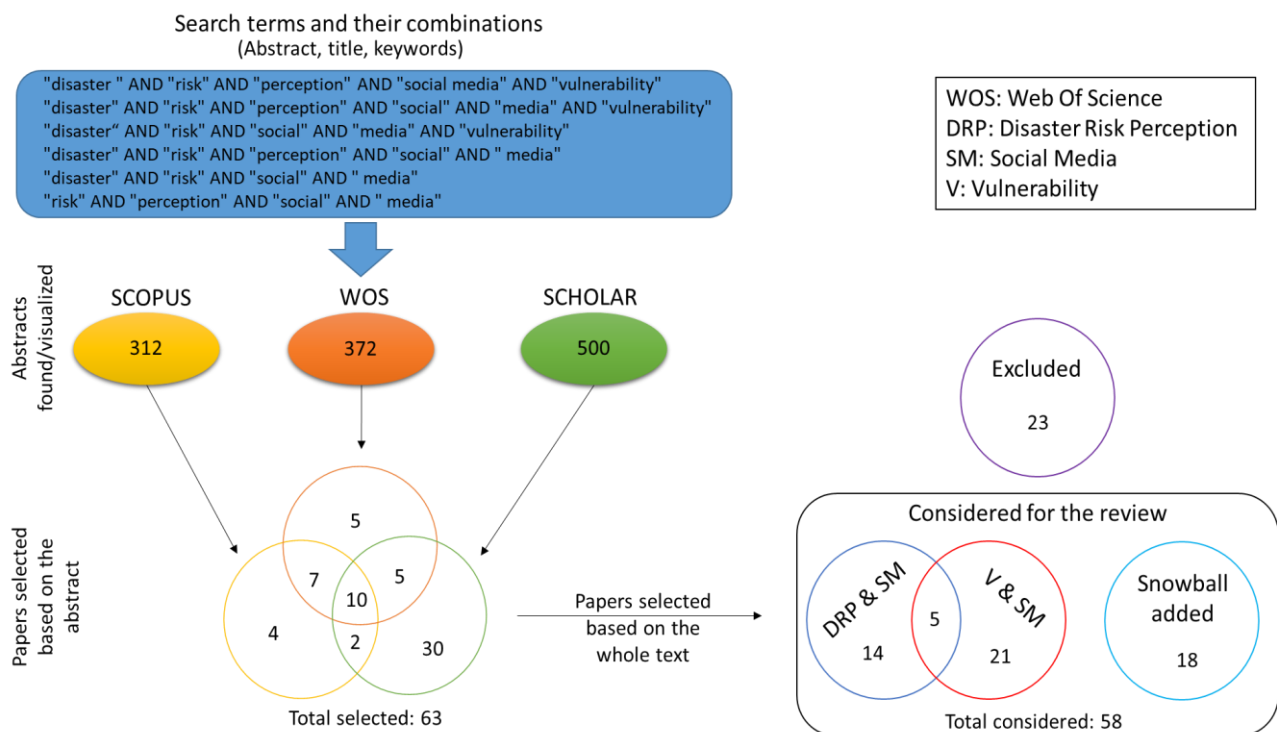 Search terms and their combinations
(Abstract, title, keywords)
"disaster " AND "risk" AND "perception" AND "social media" AND "vulnerability"
"disaster" AND "risk" AND "perception" AND "social" AND "media" AND "vulnerability"
"disaster“ AND "risk" AND "social" AND "media" AND "vulnerability"
"disaster" AND "risk" AND "perception" AND "social" AND " media"
"disaster" AND "risk" AND "social" AND " media"
"risk" AND "perception" AND "social" AND " media"
WOS: Web Of Science
DRP: Disaster Risk Perception
SM: Social Media
V: Vulnerability
Abstracts
found/visualized
SCOPUS
312
WOS
372
SCHOLAR
500
Excluded
23
Papers selected
based on the
abstract
5
7
5
10
4
2
30
Total selected: 63
Papers selected
based on the
whole text
Considered for the review
DRP & SM
14
5
V & SM
21
Snowball
added
18
Total considered: 58